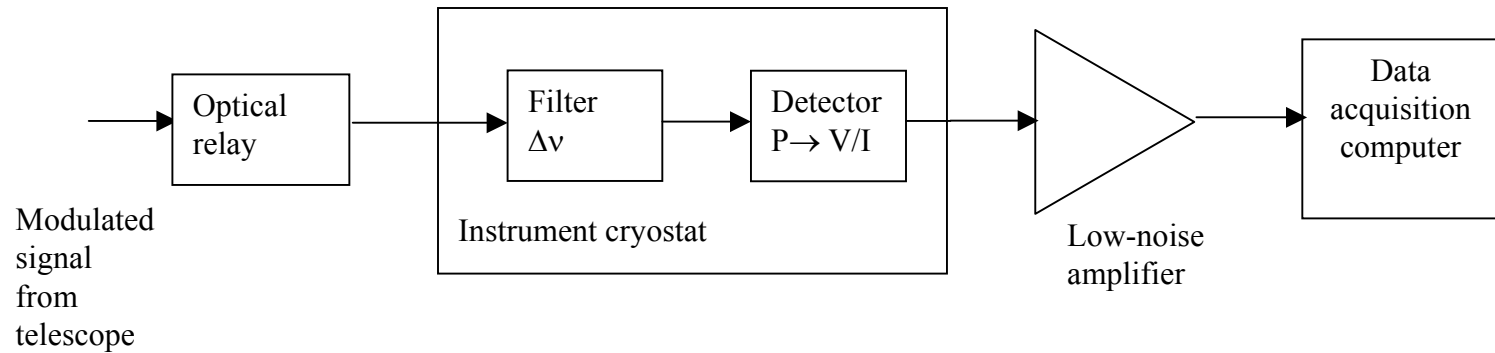 Modulated
signal
from
telescope
Optical
relay
Filter
Δν
Detector
P→ V/I
Instrument cryostat
Low-noise
amplifier
Data
acquisition
computer